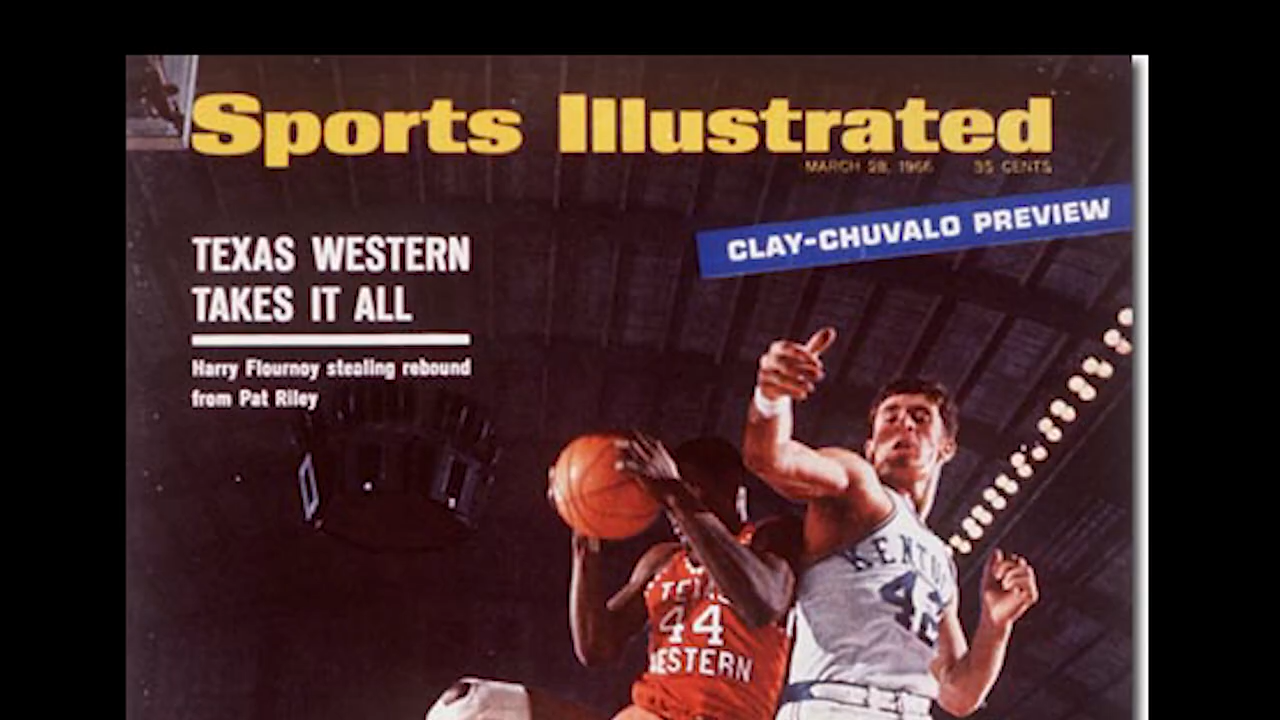 Sports Illustrated
MARCH 28, 1966 35 CENTS
CLAY-CHUVALO PREVIEW
TEXAS WESTERN
TAKES IT ALL
Harry Flournoy stealing rebound
from Pat Riley
TEXAS
44
WESTERN
KENTU
42